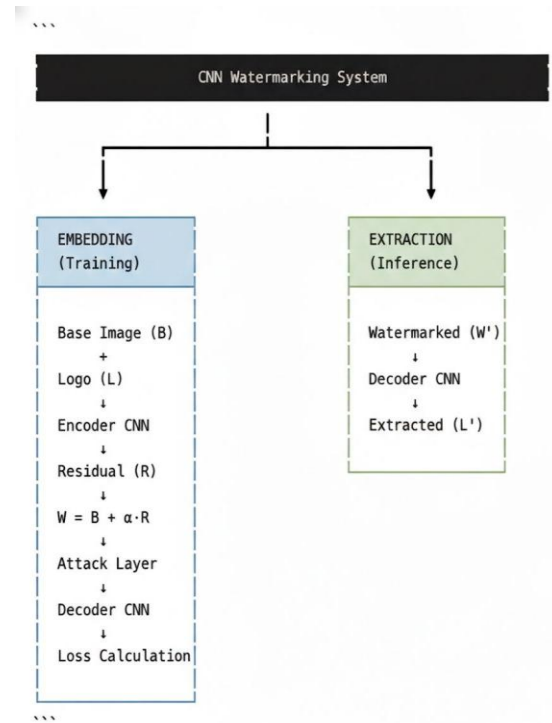 ```
CNN Watermarking System
EMBEDDING
(Training)
Base Image (B)
+
Logo (L)
↓
Encoder CNN
↓
Residual (R)
↓
W = B + α·R
↓
Attack Layer
↓
Decoder CNN
↓
Loss Calculation
EXTRACTION
(Inference)
Watermarked (W')
↓
Decoder CNN
↓
Extracted (L')
```